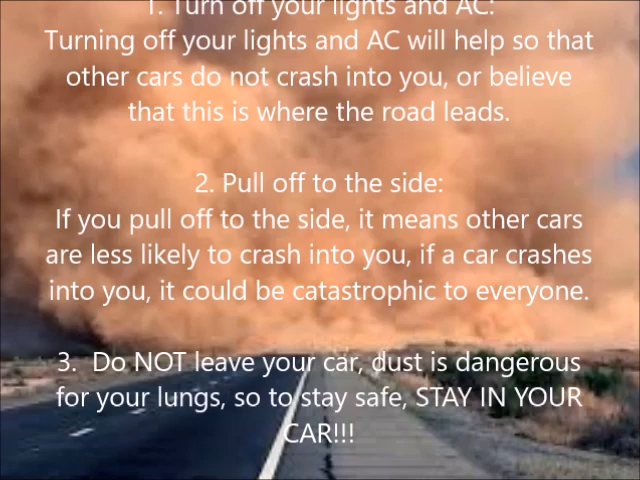 1. Turn off your lights and AC:
Turning off your lights and AC will help so that
other cars do not crash into you, or believe
that this is where the road leads.
2. Pull off to the side:
If you pull off to the side, it means other cars
are less likely to crash into you, if a car crashes
into you, it could be catastrophic to everyone.
3.  Do NOT leave your car, dust is dangerous
for your lungs, so to stay safe, STAY IN YOUR
CAR!!!